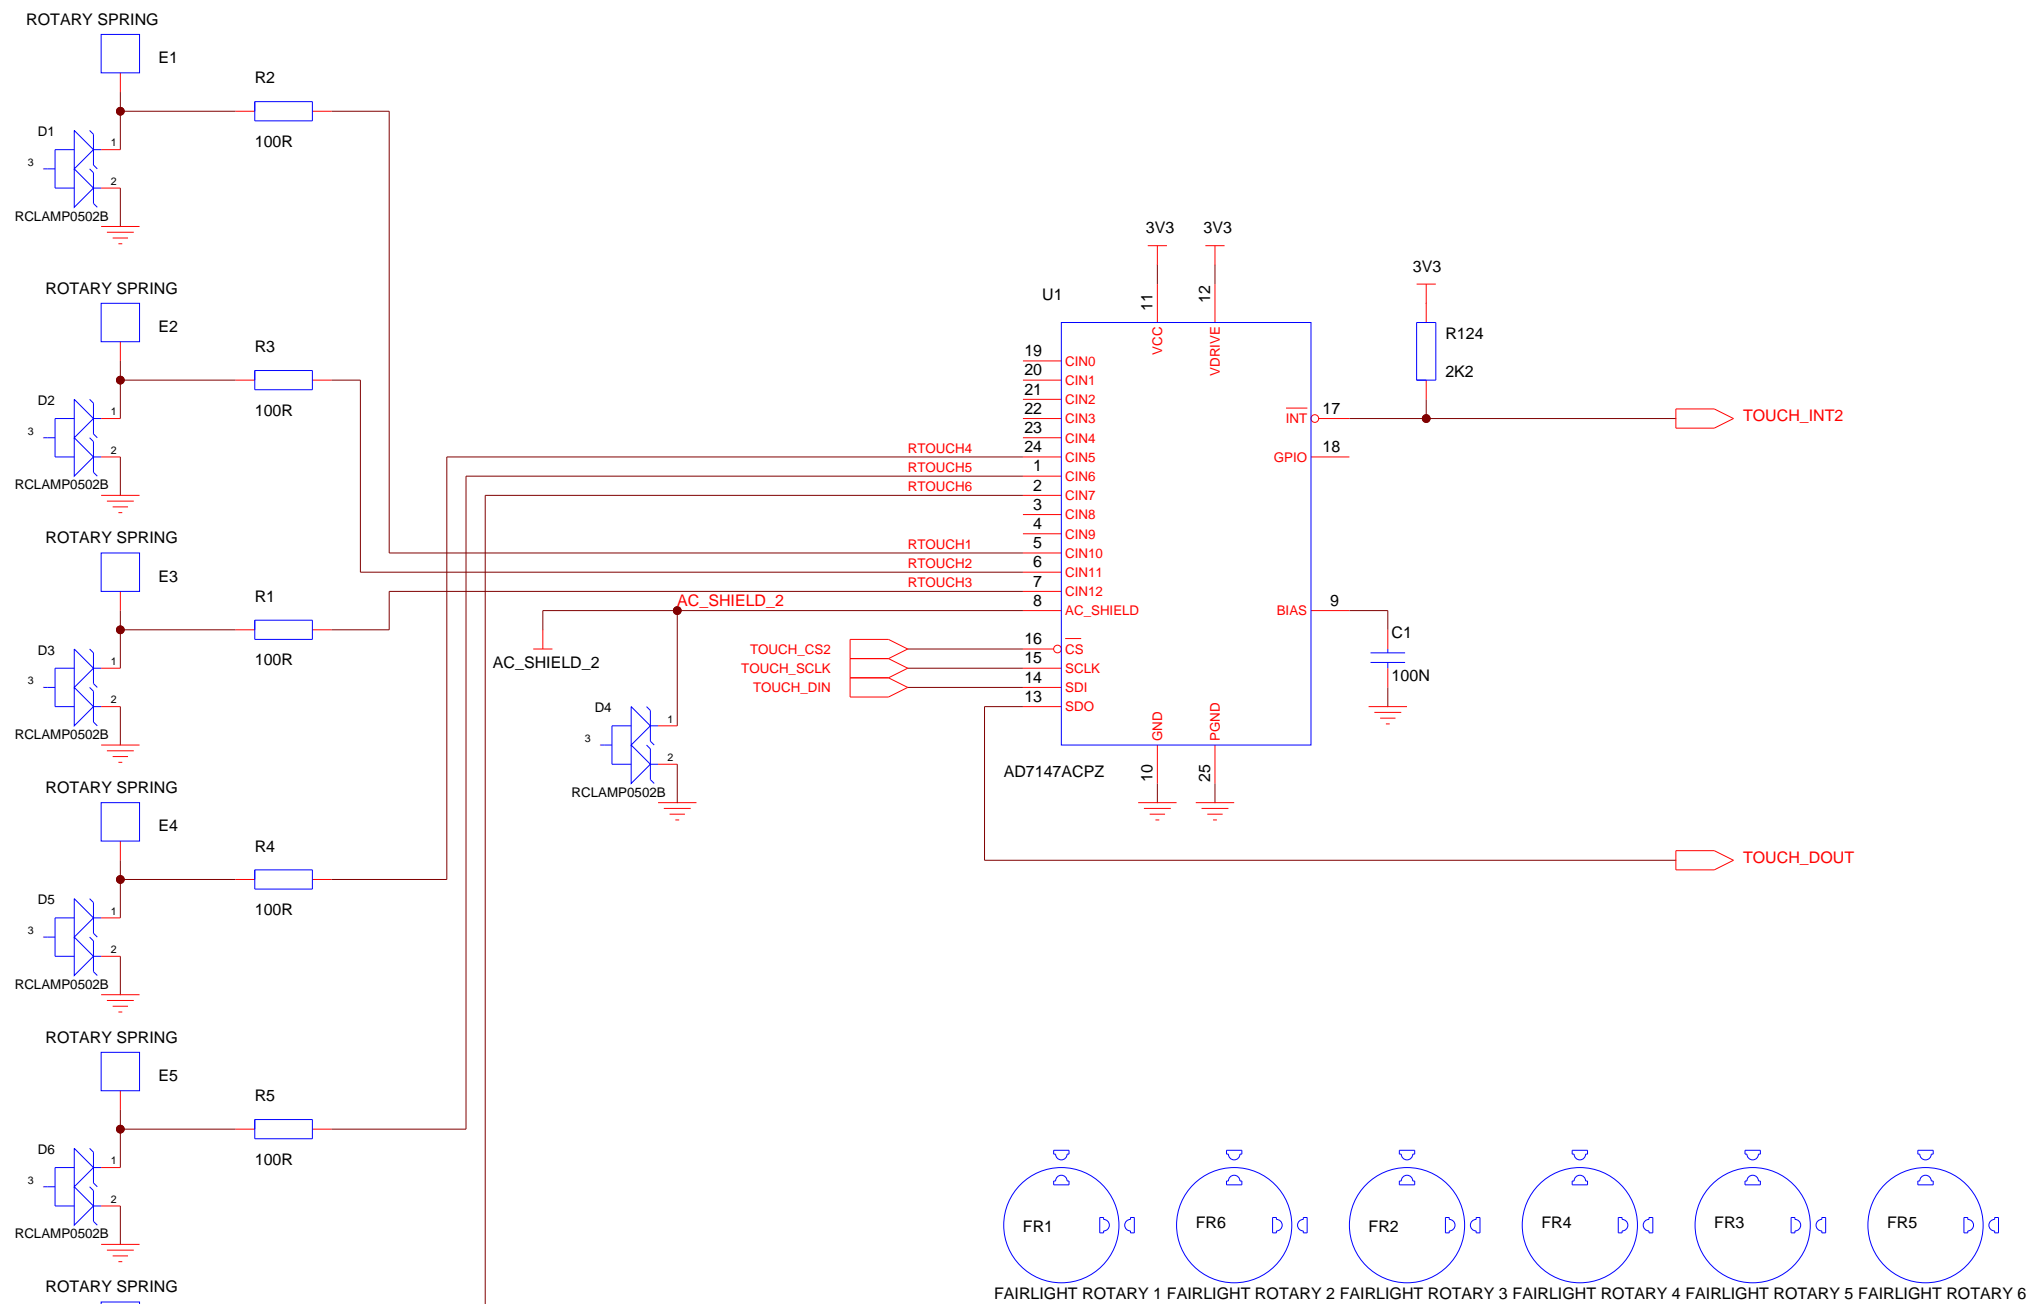 ROTARY SPRING
E1
R2
100R
D1
1
3
2
RCLAMP0502B
ROTARY SPRING
E2
R3
100R
D2
1
3
2
RCLAMP0502B
ROTARY SPRING
E3
R1
100R
D3
1
3
2
RCLAMP0502B
ROTARY SPRING
E4
R4
100R
D5
1
3
2
RCLAMP0502B
ROTARY SPRING
E5
R5
100R
D6
1
3
2
RCLAMP0502B
ROTARY SPRING
RTOUCH4
RTOUCH5
RTOUCH6
RTOUCH1
RTOUCH2
RTOUCH3
AC_SHIELD_2
AC_SHIELD_2
D4
1
3
2
RCLAMP0502B
TOUCH_CS2
TOUCH_SCLK
TOUCH_DIN
3V3
3V3
U1
11
12
VCC
VDRIVE
19 CIN0
20 CIN1
21 CIN2
22 CIN3
23 CIN4
24 CIN5
1 CIN6
2 CIN7
3 CIN8
4 CIN9
5 CIN10
6 CIN11
7 CIN12
8 AC_SHIELD
16 CS
15 SCLK
14 SDI
13 SDO
INT 17
GPIO 18
BIAS 9
GND
PGND
10
25
AD7147ACPZ
3V3
R124
2K2
TOUCH_INT2
C1
100N
TOUCH_DOUT
FR1
FR6
FR2
FR4
FR3
FR5
FAIRLIGHT ROTARY 1 FAIRLIGHT ROTARY 2 FAIRLIGHT ROTARY 3 FAIRLIGHT ROTARY 4 FAIRLIGHT ROTARY 5 FAIRLIGHT ROTARY 6